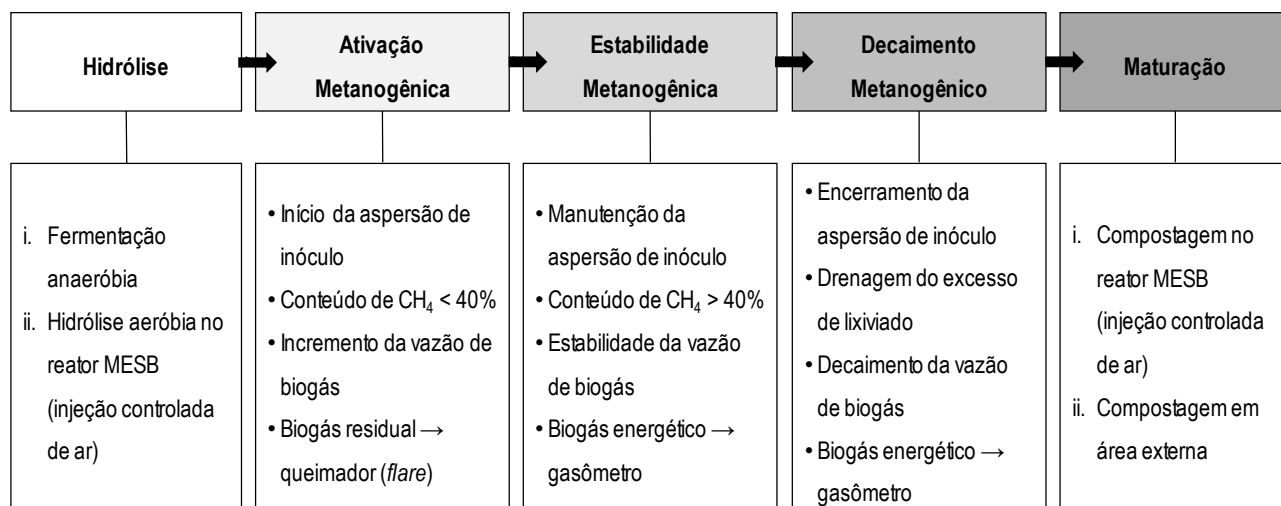 Hidrólise
Ativação
Metanogênica
Estabilidade
Metanogênica
Decaimento
Metanogênico
Maturação
i. Fermentação
anaeróbia
ii. Hidrólise aeróbia no
reator MESB
(injeção controlada
de ar)
• Início da aspersão de
inóculo
• Conteúdo de CH₄ < 40%
• Incremento da vazão de
biogás
• Biogás residual →
queimador (flare)
• Manutenção da
aspersão de inóculo
• Conteúdo de CH₄ > 40%
• Estabilidade da vazão
de biogás
• Biogás energético →
gasômetro
• Encerramento da
aspersão de inóculo
• Drenagem do excesso
de lixiviado
• Decaimento da vazão
de biogás
• Biogás energético →
gasômetro
i. Compostagem no
reator MESB
(injeção controlada
de ar)
ii. Compostagem em
área externa